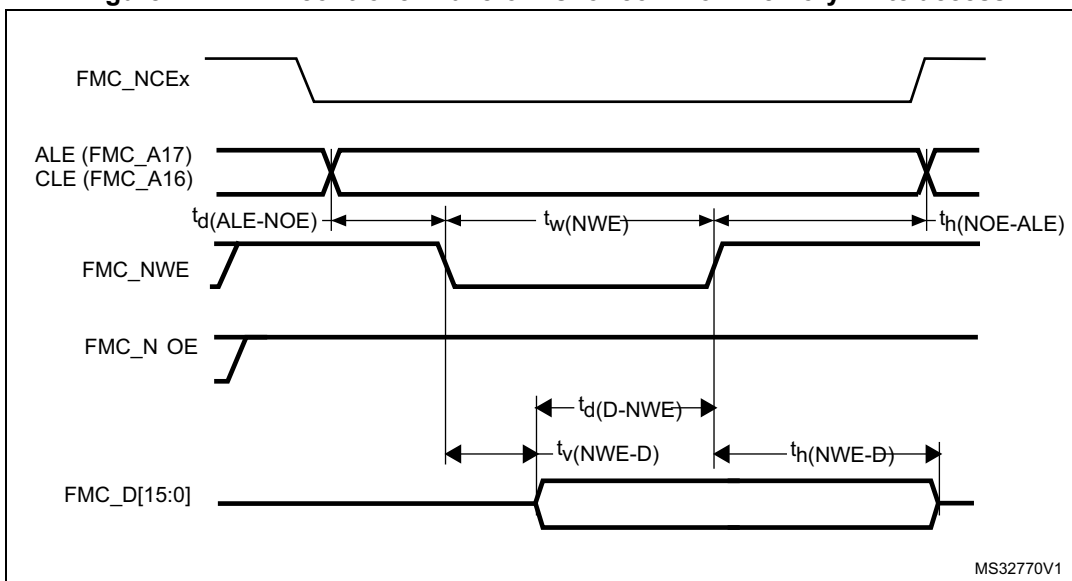 FMC_NCEx
ALE (FMC_A17)
CLE (FMC_A16)
td(ALE-NOE)
tw(NWE)
th(NOE-ALE)
FMC_NWE
FMC_N OE
td(D-NWE)
tv(NWE-D)
th(NWE-D)
FMC_D[15:0]
MS32770V1